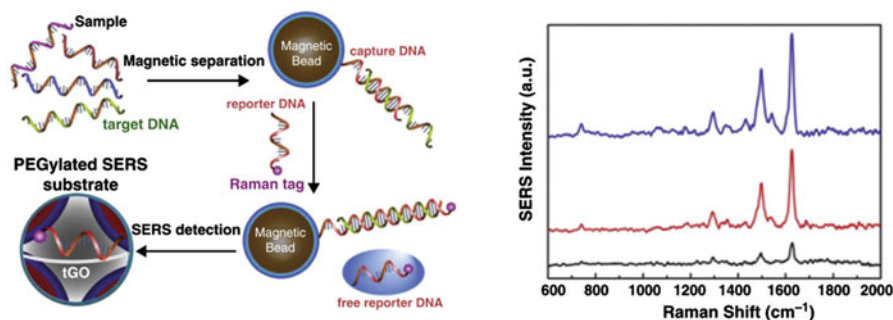 Sample
Magnetic separation
target DNA
Magnetic
Bead
capture DNA
reporter DNA
Raman tag
PEGylated SERS
substrate
tGO
SERS detection
Magnetic
Bead
free reporter DNA
SERS Intensity (a.u.)
600 800 1000 1200 1400 1600 1800 2000
Raman Shift (cm⁻¹)